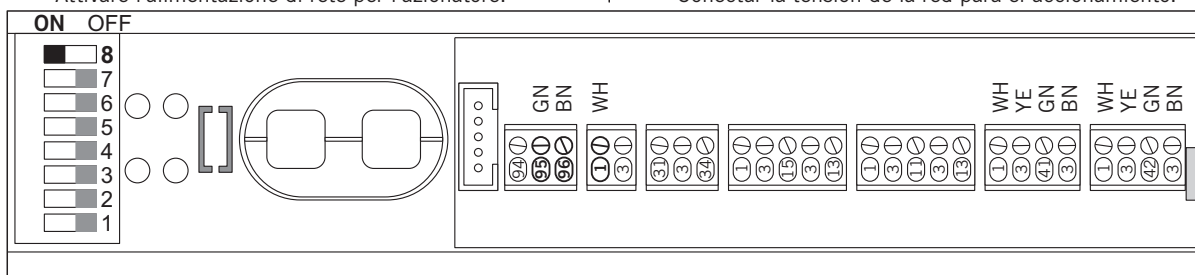 Attivare l'alimentazione di rete per l'azionatore.
Conectar la tensión de la red para el accionamiento.
ON OFF
8
7
6
5
4
3
2
1
GN BN WH WH YE GN BN WH YE GN BN
94 95 96 1 3 31 3 34 1 3 15 3 13 1 3 11 3 13 1 3 41 3 1 3 42 3